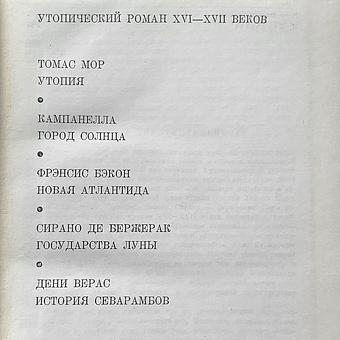 УТОПИЧЕСКИЙ РОМАН XVI—XVII ВЕКОВ
ТОМАС МОР
УТОПИЯ
КАМПАНЕЛЛА
ГОРОД СОЛНЦА
ФРЭНСИС БЭКОН
НОВАЯ АТЛАНТИДА
СИРАНО ДЕ БЕРЖЕРАК
ГОСУДАРСТВА ЛУНЫ
ДЕНИ ВЕРАС
ИСТОРИЯ СЕВАРАМБОВ